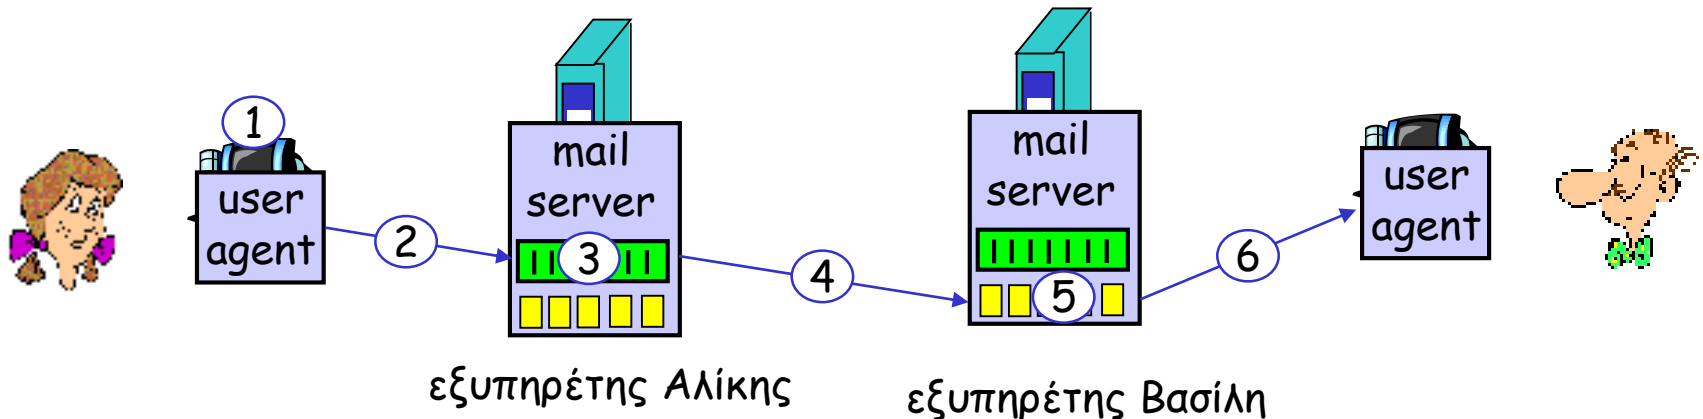 1
user
agent
2
mail
server
3
4
mail
server
5
6
user
agent
εξυπηρέτης Αλίκης
εξυπηρέτης Βασίλη